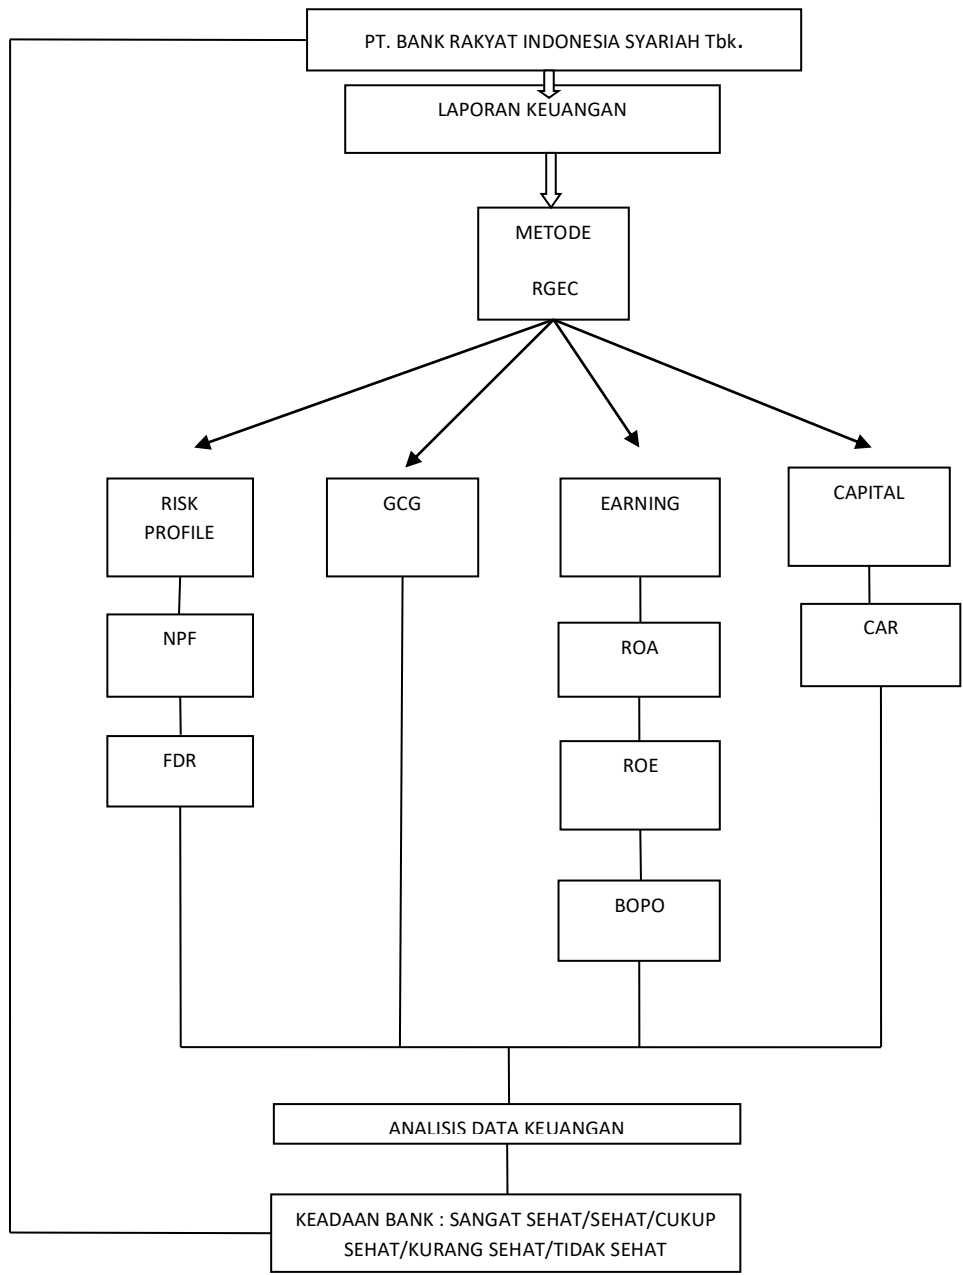 PT. BANK RAKYAT INDONESIA SYARIAH Tbk.
LAPORAN KEUANGAN
METODE
RGEC
RISK
PROFILE
GCG
EARNING
CAPITAL
NPF
ROA
CAR
FDR
ROE
BOPO
ANALISIS DATA KEUANGAN
KEADAAN BANK : SANGAT SEHAT/SEHAT/CUKUP
SEHAT/KURANG SEHAT/TIDAK SEHAT